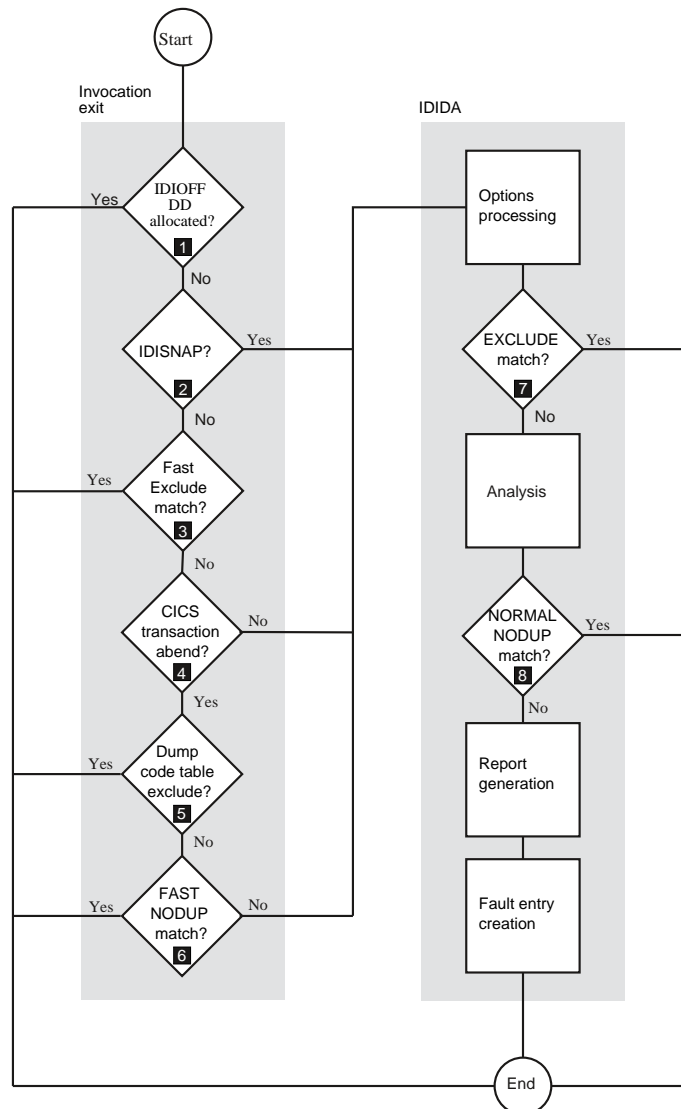 Start
Invocation
exit
IDIOFF
DD
allocated?
1
Yes
No
IDISNAP?
2
Yes
No
Fast
Exclude
match?
3
Yes
No
CICS
transaction
abend?
4
No
Yes
Dump
code table
exclude?
5
Yes
No
FAST
NODUP
match?
6
Yes
No
IDIDA
Options
processing
EXCLUDE
match?
7
Yes
No
Analysis
NORMAL
NODUP
match?
8
Yes
No
Report
generation
Fault entry
creation
End